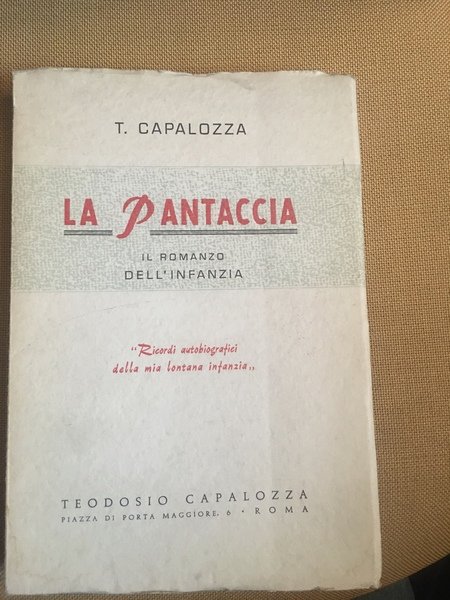 T. CAPALOZZA
LA PANTACCIA
IL ROMANZO
DELL'INFANZIA
"Ricordi autobiografici
della mia lontana infanzia„
TEODOSIO CAPALOZZA
PIAZZA DI PORTA MAGGIORE, 6 · ROMA